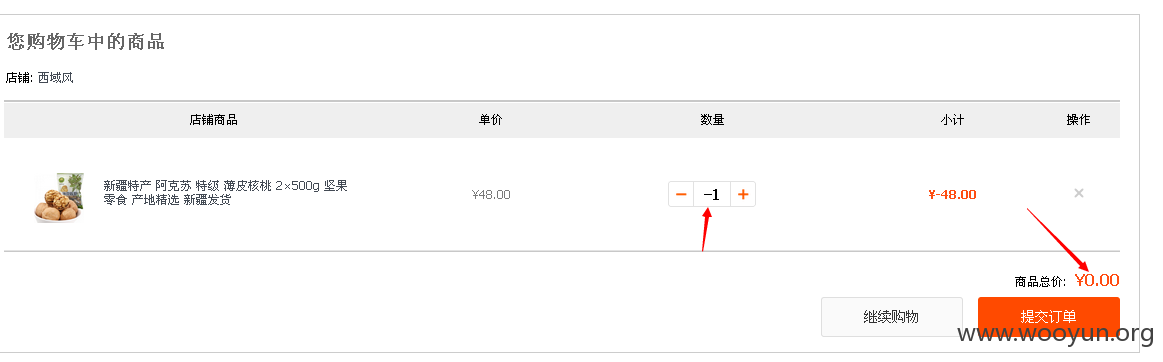 您购物车中的商品
店铺: 西域风
店铺商品 单价 数量 小计 操作
新疆特产 阿克苏 特级 薄皮核桃 2×500g 坚果
零食 产地精选 新疆发货
¥48.00 − -1 + ¥-48.00 ×
商品总价: ¥0.00
继续购物 提交订单
www.wooyun.org